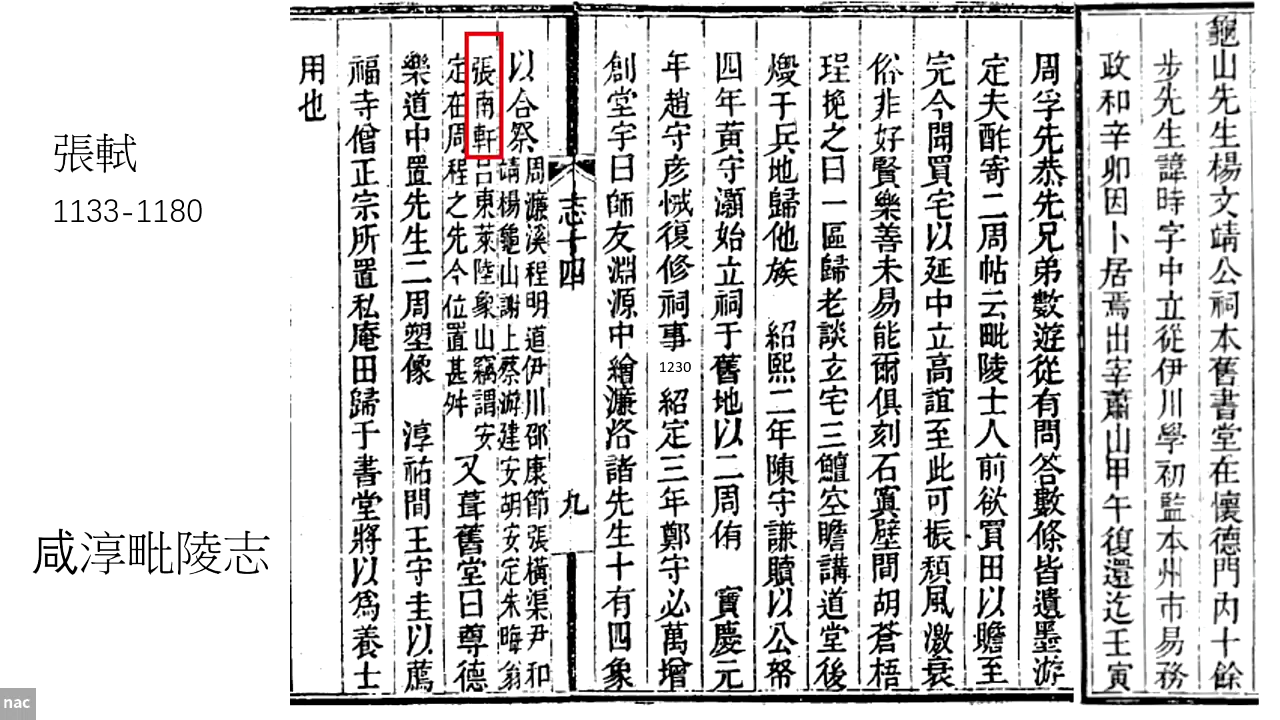 張軾
1133-1180
咸淳毗陵志
龜山先生楊文靖公祠本舊書堂在懷德門内十餘
步先生諱時字中立從伊川學初監本州市易務
政和辛卯因卜居焉出宰蕭山甲午復還迄壬寅
周孚先恭先兄弟數遊從有問答數條皆遺墨游
定夫酢寄二周帖云毗陵士人前欲買田以贍至
完今聞買宅以延中立高誼至此可振頹風激衰
俗非好賢樂善未易能爾俱刻石寘壁間胡蒼梧
珵挽之曰一區歸老談立宅三鱣空瞻講道堂後
燬于兵地歸他族 紹熙二年陳守謙贖以公帑
四年黃守灝始立祠于舊地以二周侑 寶慶元
年趙守彥悈復修祠事 1230 紹定三年鄭守必萬增
創堂宇曰師友淵源中繪濂洛諸先生十有四象
志十四 九
以合祭 周濂溪程明道伊川邵康節張橫渠尹和
靖楊龜山謝上蔡游建安胡安定朱晦翁
張南軒吕東萊陸象山竊謂安
定在周程之先今位置甚舛 又葺舊堂曰尊德
樂道中置先生二周塑像 淳祐間王守圭以薦
福寺僧正宗所置私庵田歸于書堂將以爲養士
用也
nac